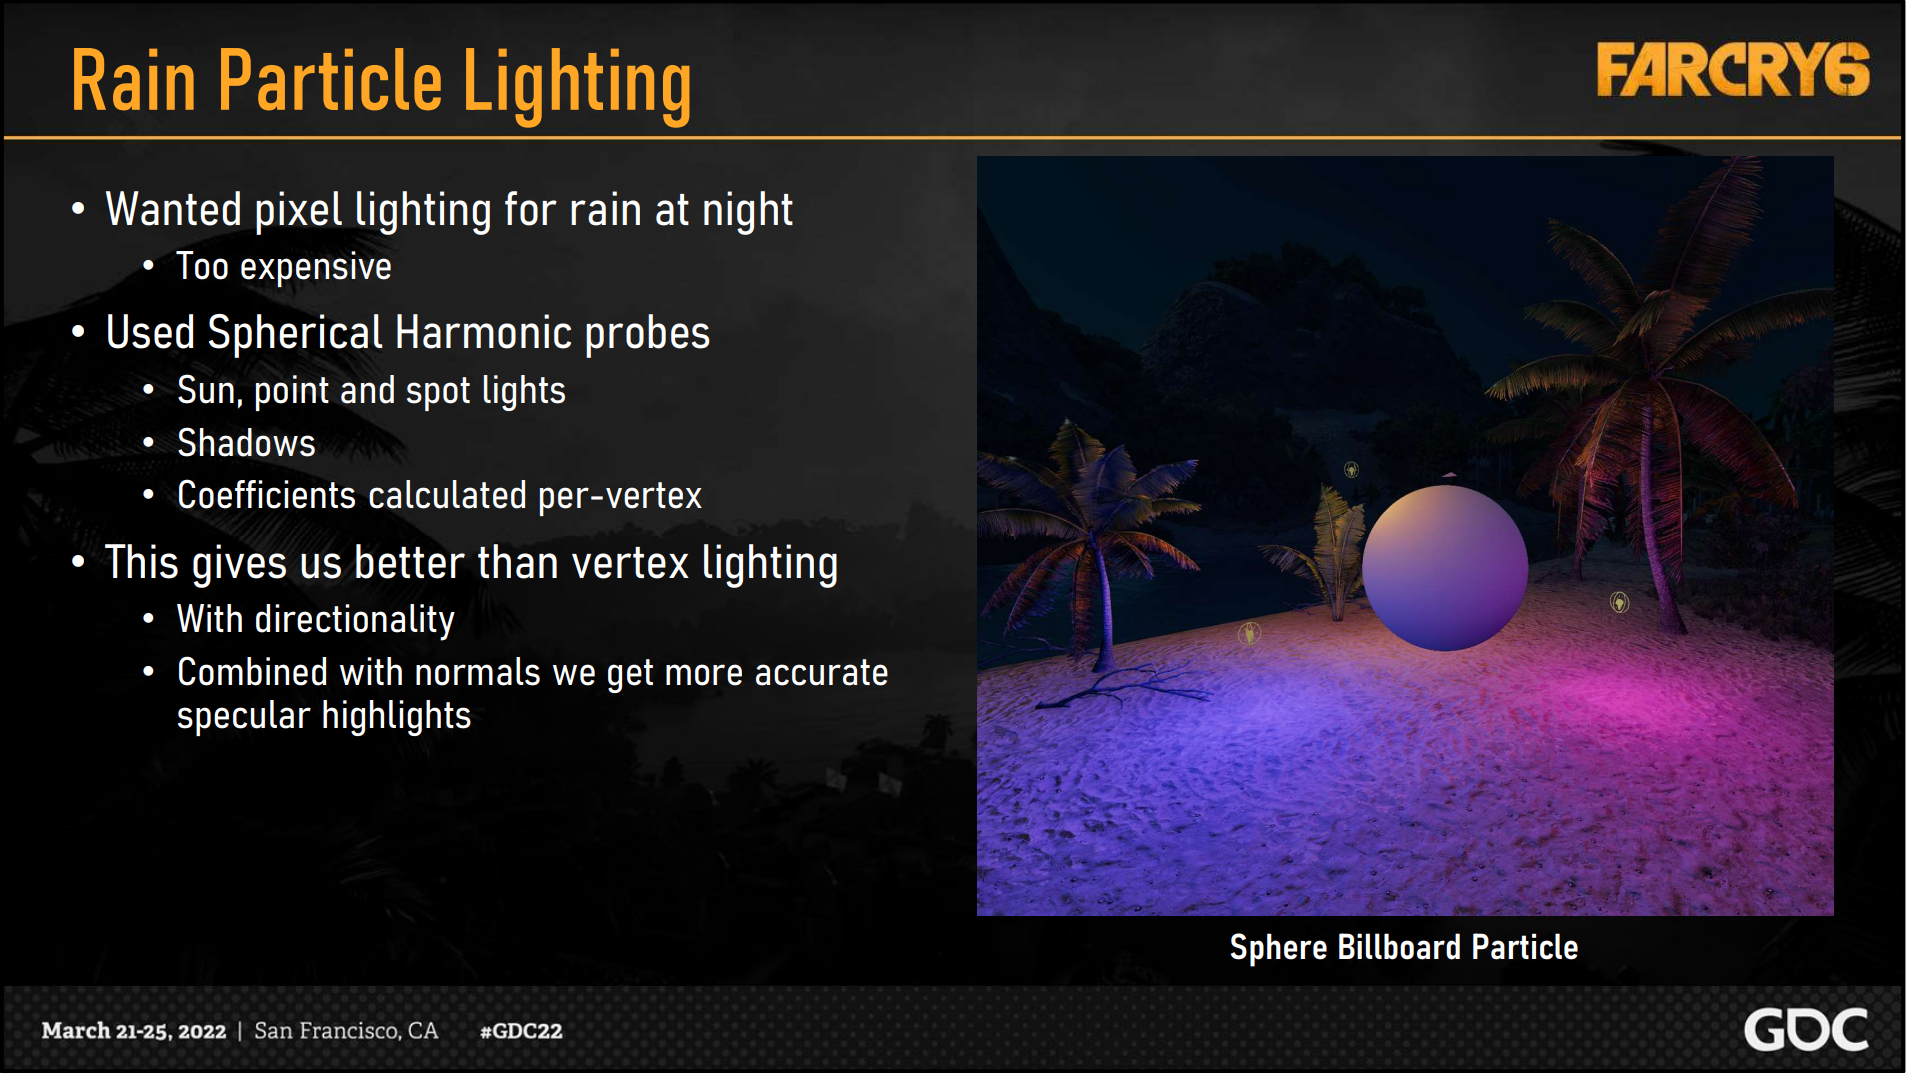 Rain Particle Lighting
FARCRY6
• Wanted pixel lighting for rain at night
• Too expensive
• Used Spherical Harmonic probes
• Sun, point and spot lights
• Shadows
• Coefficients calculated per-vertex
• This gives us better than vertex lighting
• With directionality
• Combined with normals we get more accurate
specular highlights
Sphere Billboard Particle
March 21-25, 2022 | San Francisco, CA #GDC22
GDC